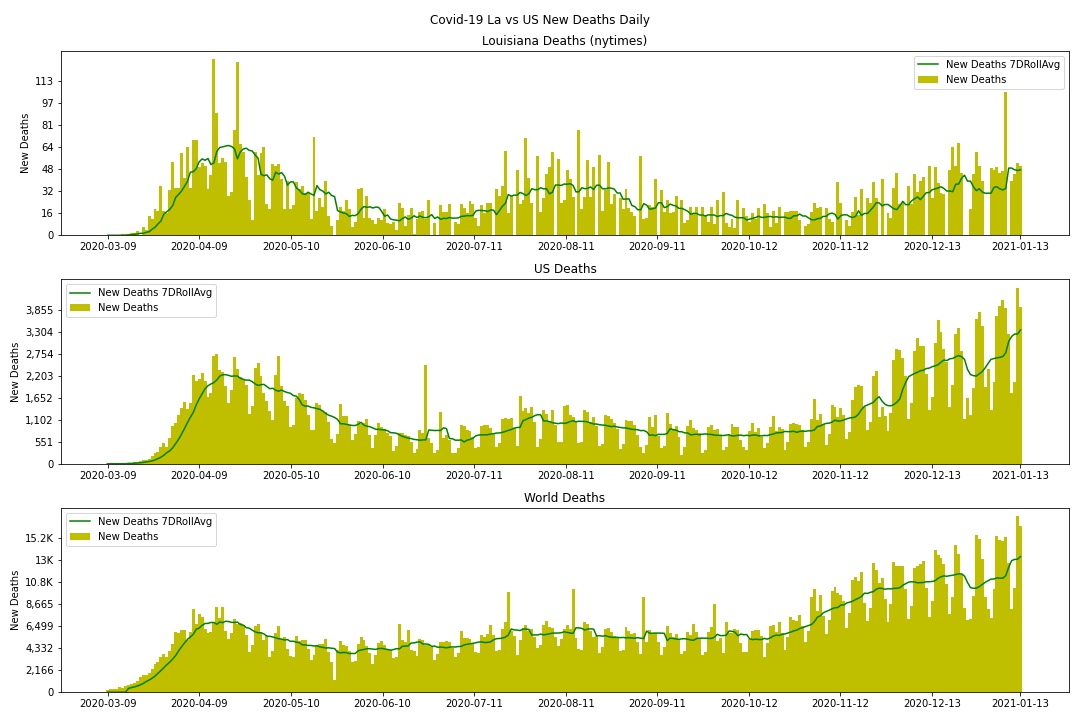 Covid-19 La vs US New Deaths Daily
Louisiana Deaths (nytimes)
New Deaths
113
97
81
64
48
32
16
0
New Deaths 7DRollAvg
New Deaths
2020-03-09 2020-04-09 2020-05-10 2020-06-10 2020-07-11 2020-08-11 2020-09-11 2020-10-12 2020-11-12 2020-12-13 2021-01-13
US Deaths
New Deaths
3,855
3,304
2,754
2,203
1,652
1,102
551
0
New Deaths 7DRollAvg
New Deaths
2020-03-09 2020-04-09 2020-05-10 2020-06-10 2020-07-11 2020-08-11 2020-09-11 2020-10-12 2020-11-12 2020-12-13 2021-01-13
World Deaths
New Deaths
15.2K
13K
10.8K
8,665
6,499
4,332
2,166
0
New Deaths 7DRollAvg
New Deaths
2020-03-09 2020-04-09 2020-05-10 2020-06-10 2020-07-11 2020-08-11 2020-09-11 2020-10-12 2020-11-12 2020-12-13 2021-01-13